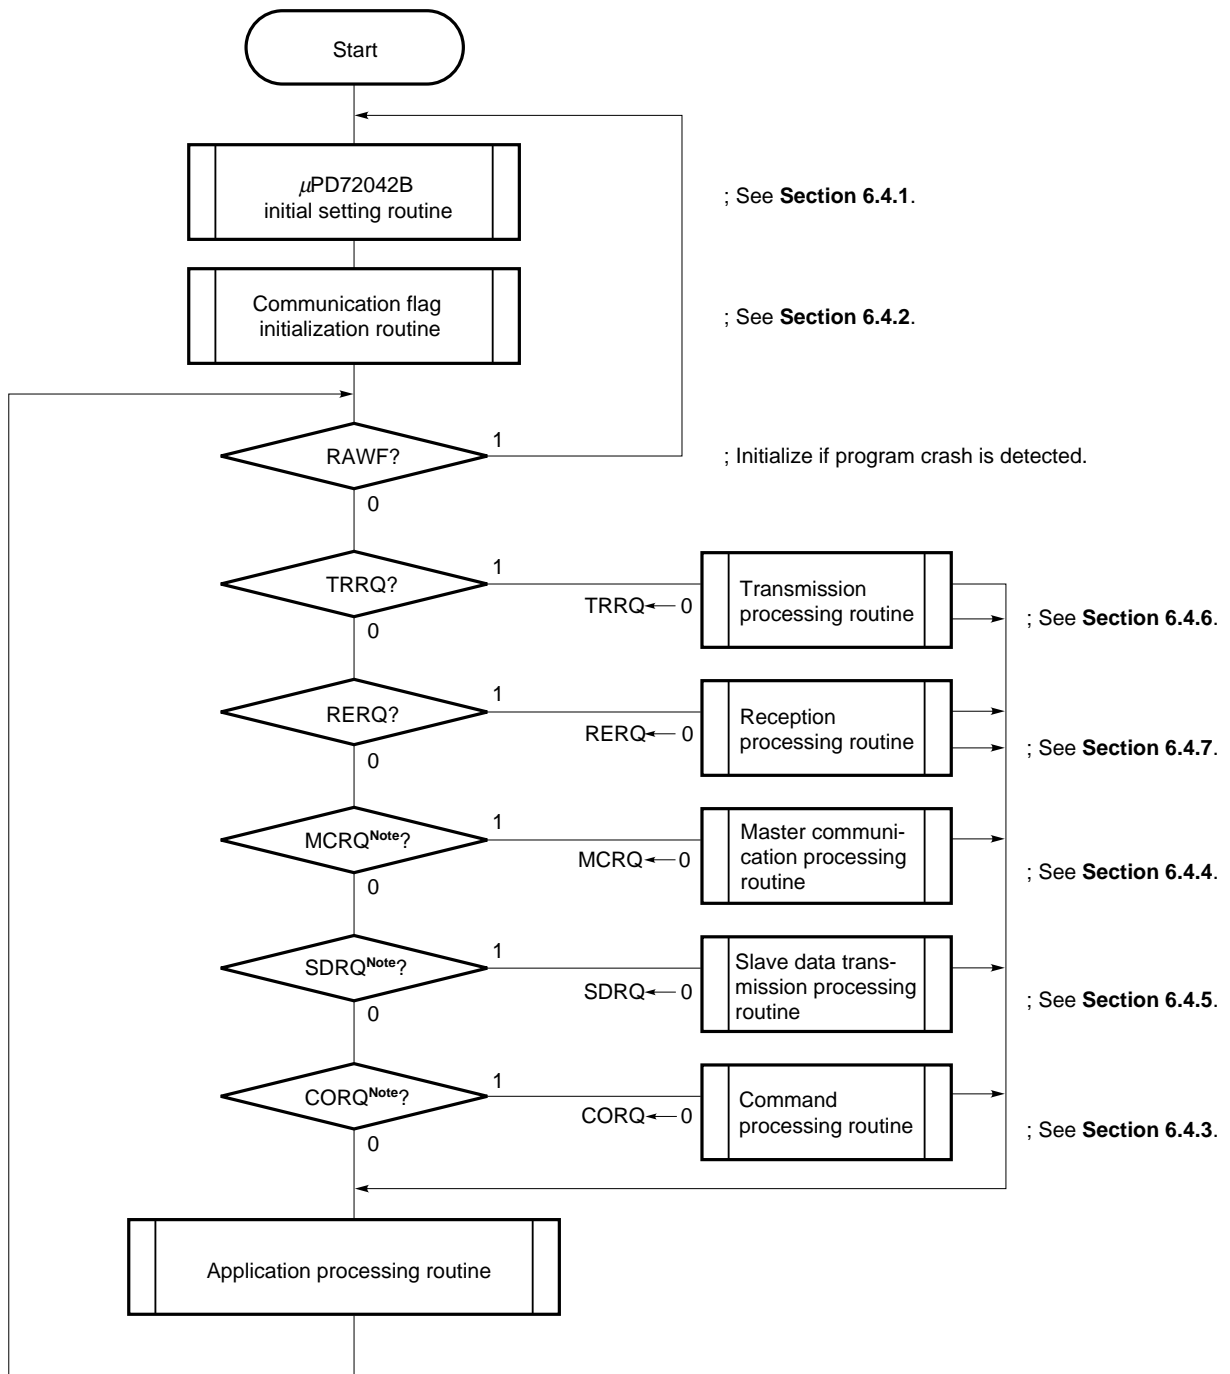 Start
μPD72042B
initial setting routine
; See Section 6.4.1.
Communication flag
initialization routine
; See Section 6.4.2.
RAWF?
1
0
; Initialize if program crash is detected.
TRRQ?
1
0
TRRQ ← 0
Transmission
processing routine
; See Section 6.4.6.
RERQ?
1
0
RERQ ← 0
Reception
processing routine
; See Section 6.4.7.
MCRQNote?
1
0
MCRQ ← 0
Master communi-
cation processing
routine
; See Section 6.4.4.
SDRQNote?
1
0
SDRQ ← 0
Slave data trans-
mission processing
routine
; See Section 6.4.5.
CORQNote?
1
0
CORQ ← 0
Command
processing routine
; See Section 6.4.3.
Application processing routine